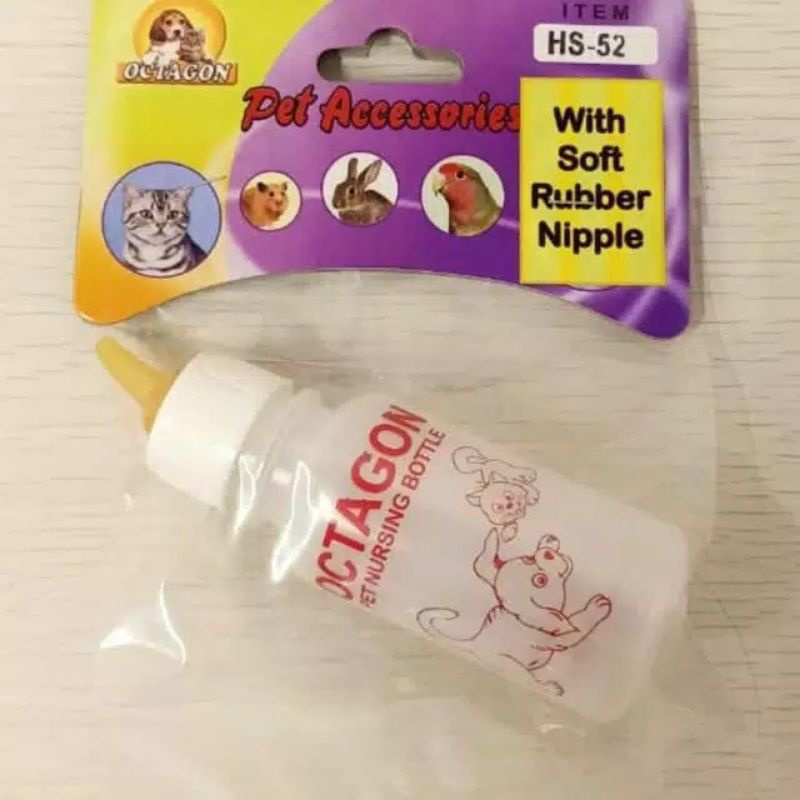 OCTAGON
ITEM
HS-52
Pet Accessories
With
Soft
Rubber
Nipple
OCTAGON
PET NURSING BOTTLE